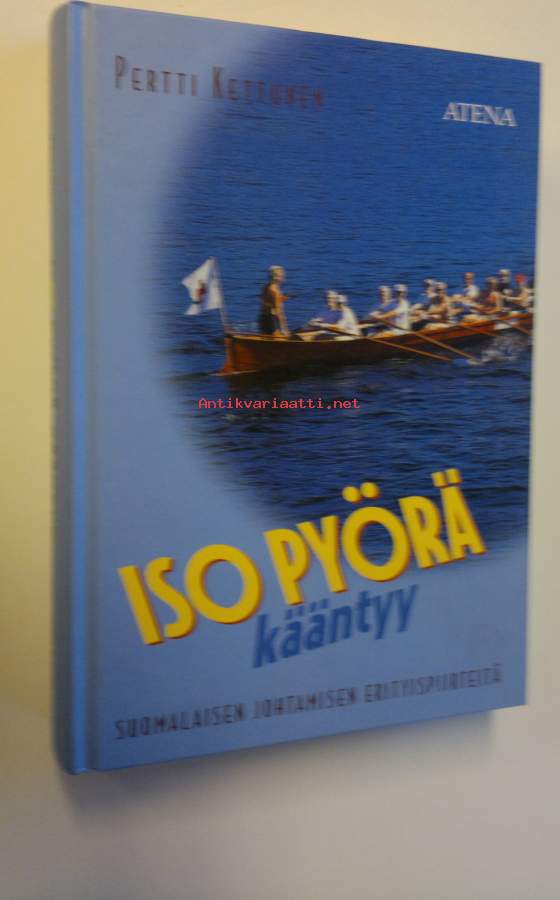 PERTTI KETTUNEN
ATENA
Antikvariaatti.net
ISO PYÖRÄ
kääntyy
SUOMALAISEN JOHTAMISEN ERITYISPIIRTEITÄ